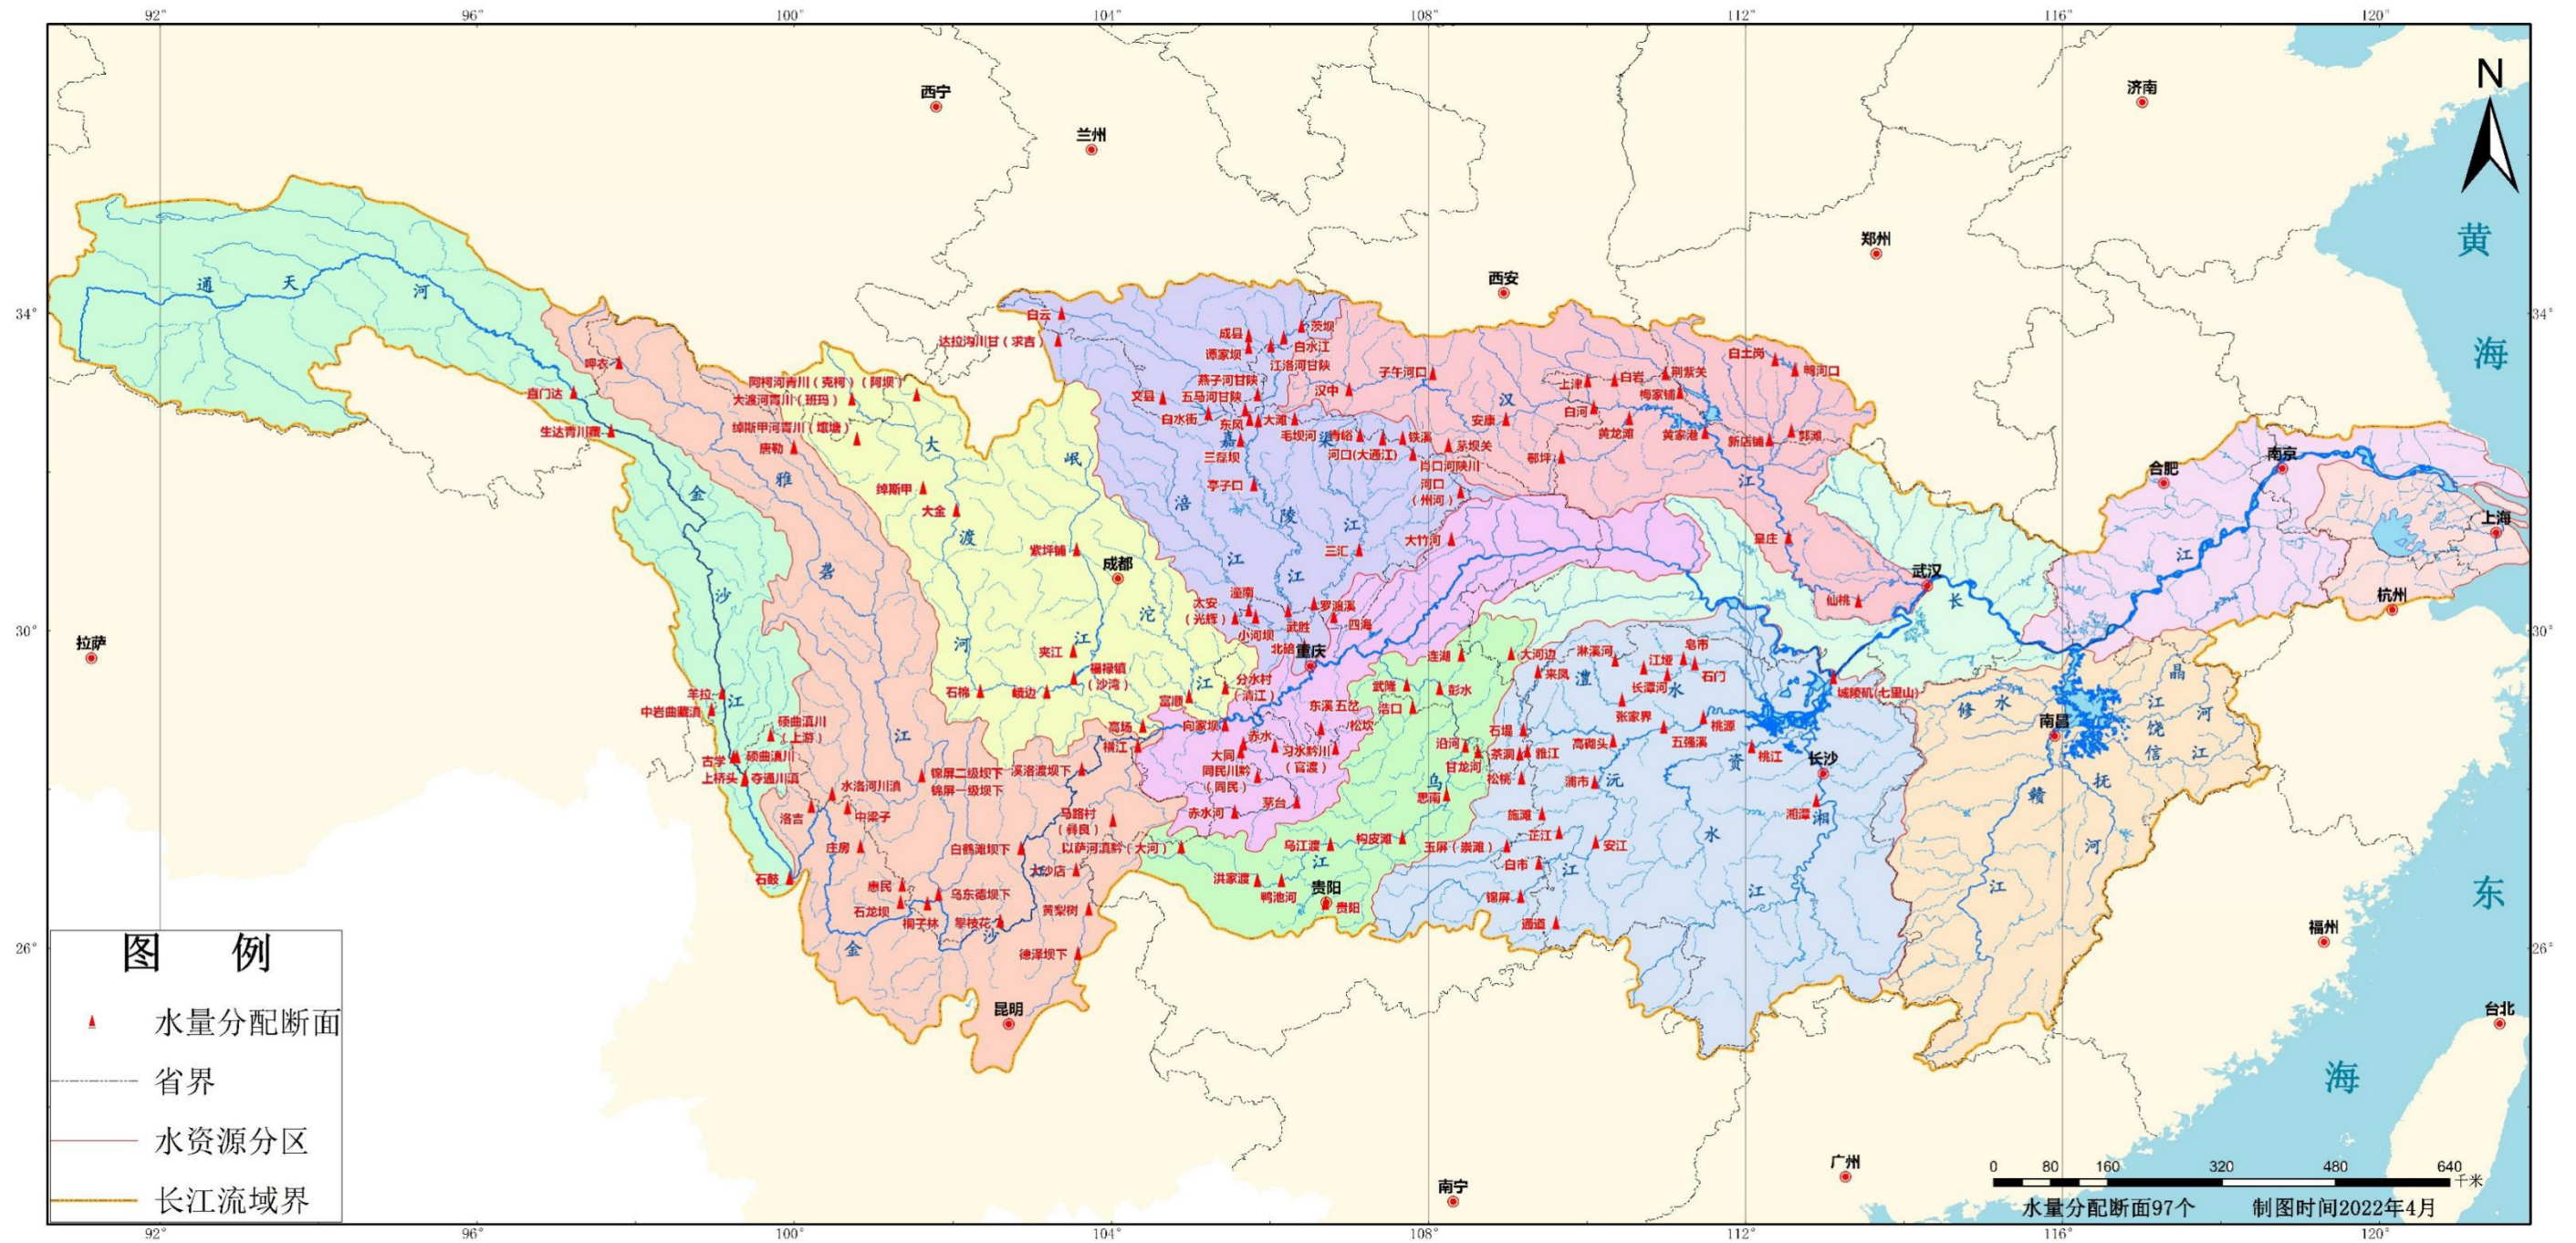 92° 96° 100° 104° 108° 112° 116° 120°
N
西宁
济南
兰州
黄
郑州
海
西安
通
天
河
34°
34°
白云
达拉沟川甘（求吉）
成县
茨坝
谭家坝
白水江
江洛河甘陕
燕子河甘陕
五马河甘陕
文县
白水街
东风
大滩
三磊坝
亭子口
毛坝河
青峪
铁溪
河口(大通江)
肖口河陕川
茅坝关
河口
（州河）
大竹河
三汇
汉中
子午河口
安康
汉
上津
白岩
荆紫关
白河
梅家铺
黄龙滩
黄家港
鄀坪
白土岗
鸭河口
新店铺
郭滩
江
皇庄
仙桃
呷衣
直门达
生达青川藏
阿柯河青川（克柯）（阿坝）
大渡河青川（班玛）
绰斯甲河青川（壤塘）
唐勒
绰斯甲
大金
大
渡
河
岷
江
沱
江
紫坪铺
成都
夹江
福禄镇
（沙湾）
石棉
峨边
富顺
分水村
（清江）
高场
横江
向家坝
金
沙
江
雅
砻
江
嘉
陵
江
涪
江
渠
江
潼南
太安
（光辉）
小河坝
武胜
罗渡溪
四海
北碚
重庆
合肥
南京
上海
杭州
武汉
长
江
30°
30°
拉萨
羊拉
中岩曲藏滇
硕曲滇川
（上游）
古学
硕曲滇川
上桥头
夺通川滇
水洛河川滇
洛吉
中梁子
庄房
石鼓
惠民
石龙坝
桐子林
乌东德坝下
攀枝花
锦屏二级坝下
锦屏一级坝下
溪洛渡坝下
白鹤滩坝下
马路村
（彝良）
以萨河滇黔（大河）
大沙店
黄梨树
德泽坝下
金
沙
江
昆明
东溪
五岔
松坎
赤水
大同
习水黔川
（官渡）
同民川黔
（同民）
茅台
赤水河
连湖
武隆
彭水
浩口
沿河
甘龙河
思南
构皮滩
乌江渡
洪家渡
鸭池河
乌
江
贵阳
贵阳
大河边
来凤
淋溪河
江垭
皂市
石门
长潭河
张家界
澧
水
石堤
茶洞
雅江
松桃
高砌头
五强溪
桃源
桃江
浦市
施滩
芷江
安江
玉屏（崇滩）
白市
锦屏
通道
沅
江
资
水
湘
江
湘潭
长沙
城陵矶(七里山)
修
水
南昌
昌
江
饶
河
信
江
抚
河
赣
江
26°
26°
福州
东
海
台北
广州
南宁
图 例
水量分配断面
省界
水资源分区
长江流域界
0 80 160 320 480 640
千米
水量分配断面97个 制图时间2022年4月
92° 96° 100° 104° 108° 112° 116° 120°